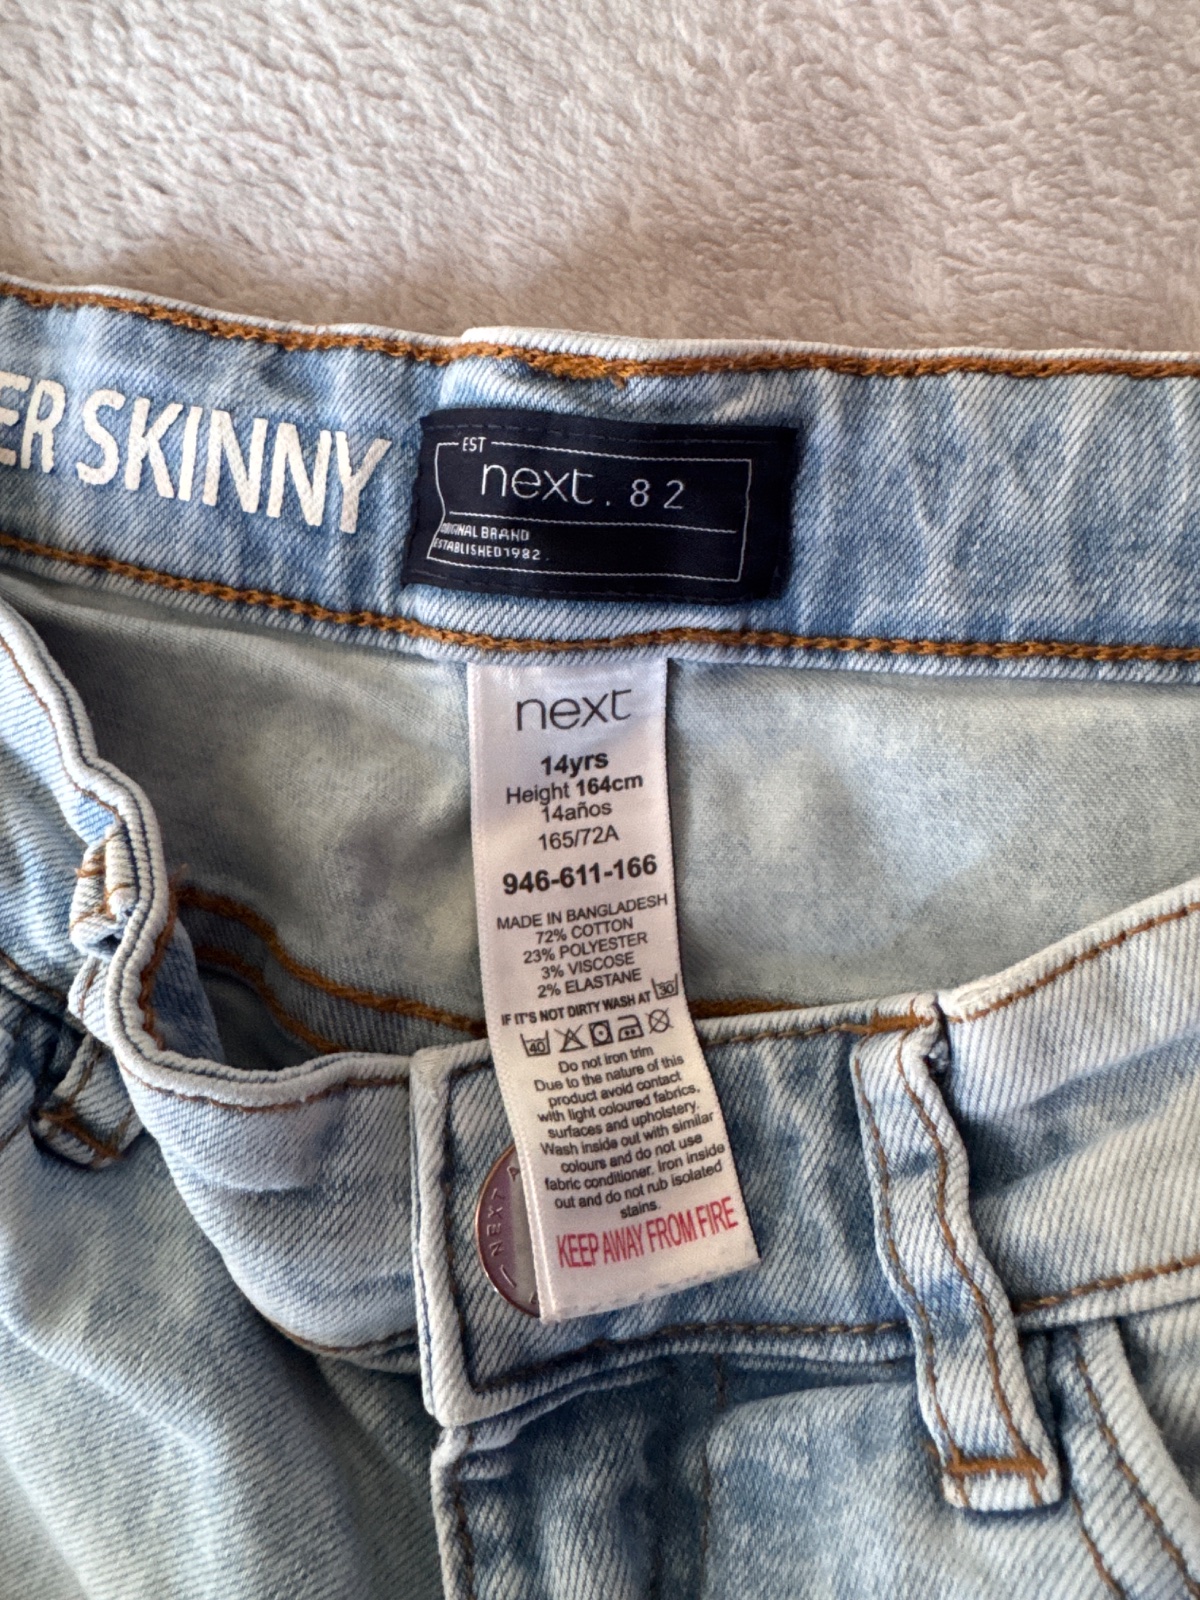 ER SKINNY
EST
next.82
ORIGINAL BRAND
ESTABLISHED 1982.
next
14yrs
Height 164cm
14años
165/72A
946-611-166
MADE IN BANGLADESH
72% COTTON
23% POLYESTER
3% VISCOSE
2% ELASTANE
IF IT'S NOT DIRTY WASH AT 30
40
Do not iron trim
Due to the nature of this
product avoid contact
with light coloured fabrics,
surfaces and upholstery.
Wash inside out with similar
colours and do not use
fabric conditioner. Iron inside
out and do not rub isolated
stains.
KEEP AWAY FROM FIRE
NEXT